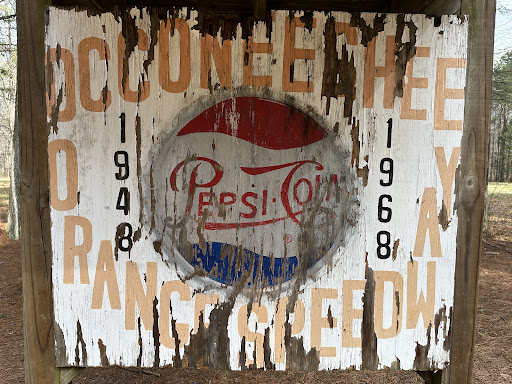 OCCONEECHEE
1948
PEPSI-COLA
®
1968
ORANGE SPEEDWAY